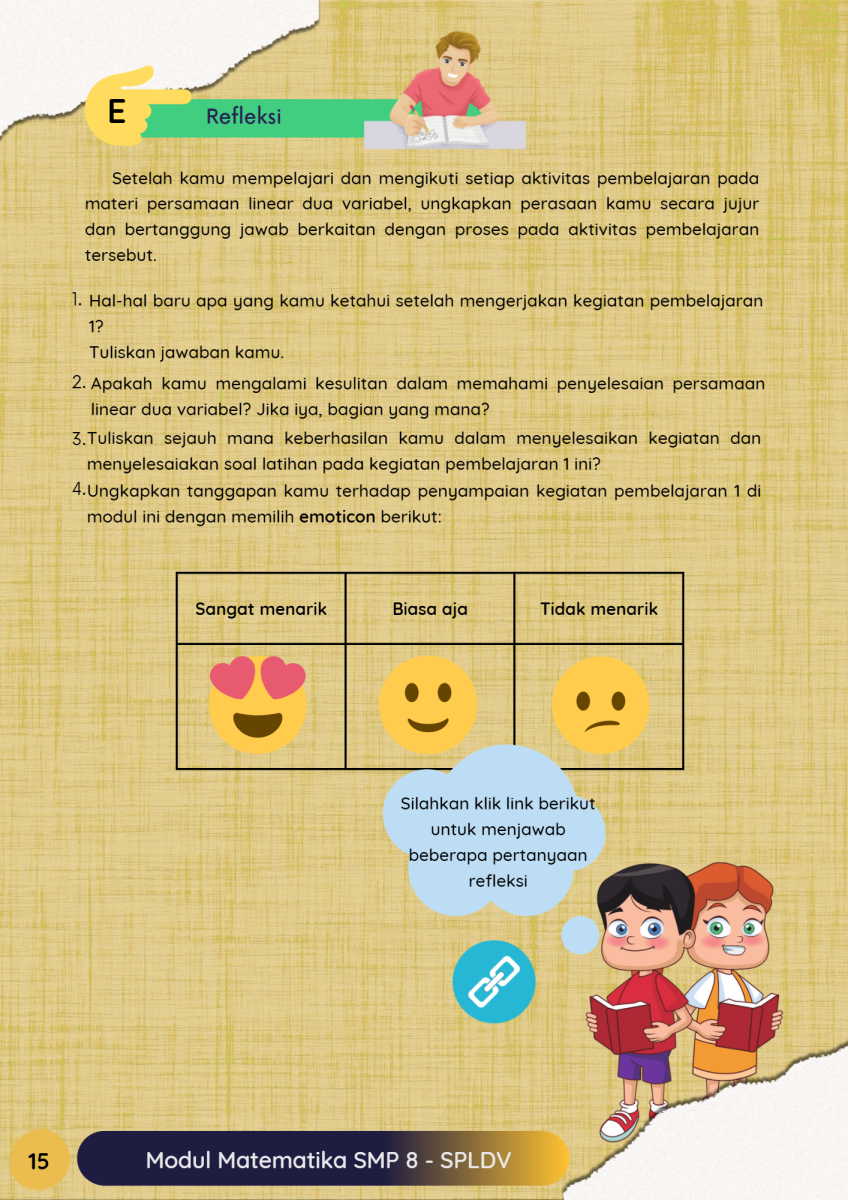 E
Refleksi
Setelah kamu mempelajari dan mengikuti setiap aktivitas pembelajaran pada
materi persamaan linear dua variabel, ungkapkan perasaan kamu secara jujur
dan bertanggung jawab berkaitan dengan proses pada aktivitas pembelajaran
tersebut.
1. Hal-hal baru apa yang kamu ketahui setelah mengerjakan kegiatan pembelajaran
1?
Tuliskan jawaban kamu.
2. Apakah kamu mengalami kesulitan dalam memahami penyelesaian persamaan
linear dua variabel? Jika iya, bagian yang mana?
3.Tuliskan sejauh mana keberhasilan kamu dalam menyelesaikan kegiatan dan
menyelesaiakan soal latihan pada kegiatan pembelajaran 1 ini?
4.Ungkapkan tanggapan kamu terhadap penyampaian kegiatan pembelajaran 1 di
modul ini dengan memilih emoticon berikut:
Sangat menarik
Biasa aja
Tidak menarik
Silahkan klik link berikut
untuk menjawab
beberapa pertanyaan
refleksi
15
Modul Matematika SMP 8 - SPLDV